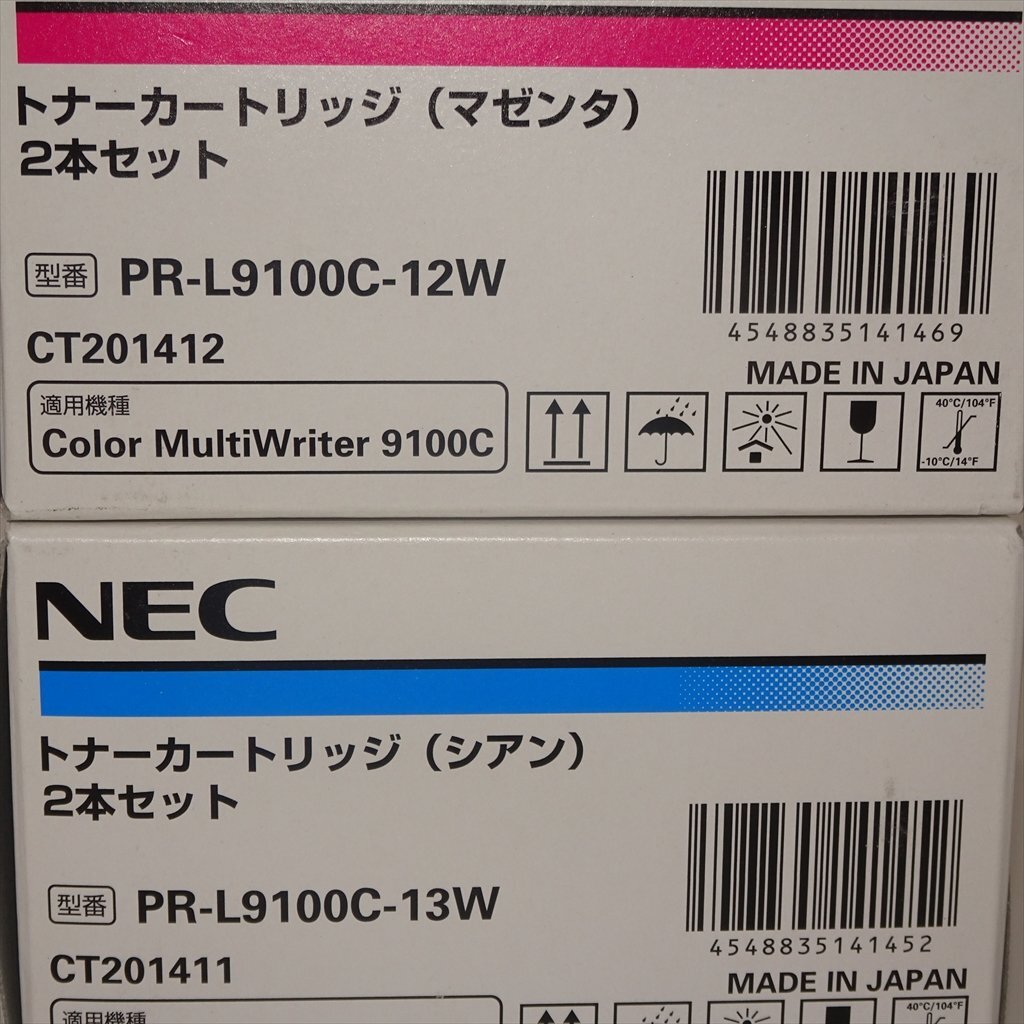 トナーカートリッジ（マゼンタ）
2本セット
型番 PR-L9100C-12W
4548835141469
CT201412
MADE IN JAPAN
適用機種
Color MultiWriter 9100C
40°C/104°F
-10°C/14°F
NEC
トナーカートリッジ（シアン）
2本セット
型番 PR-L9100C-13W
4548835141452
CT201411
MADE IN JAPAN
適用機種
40°C/104°F